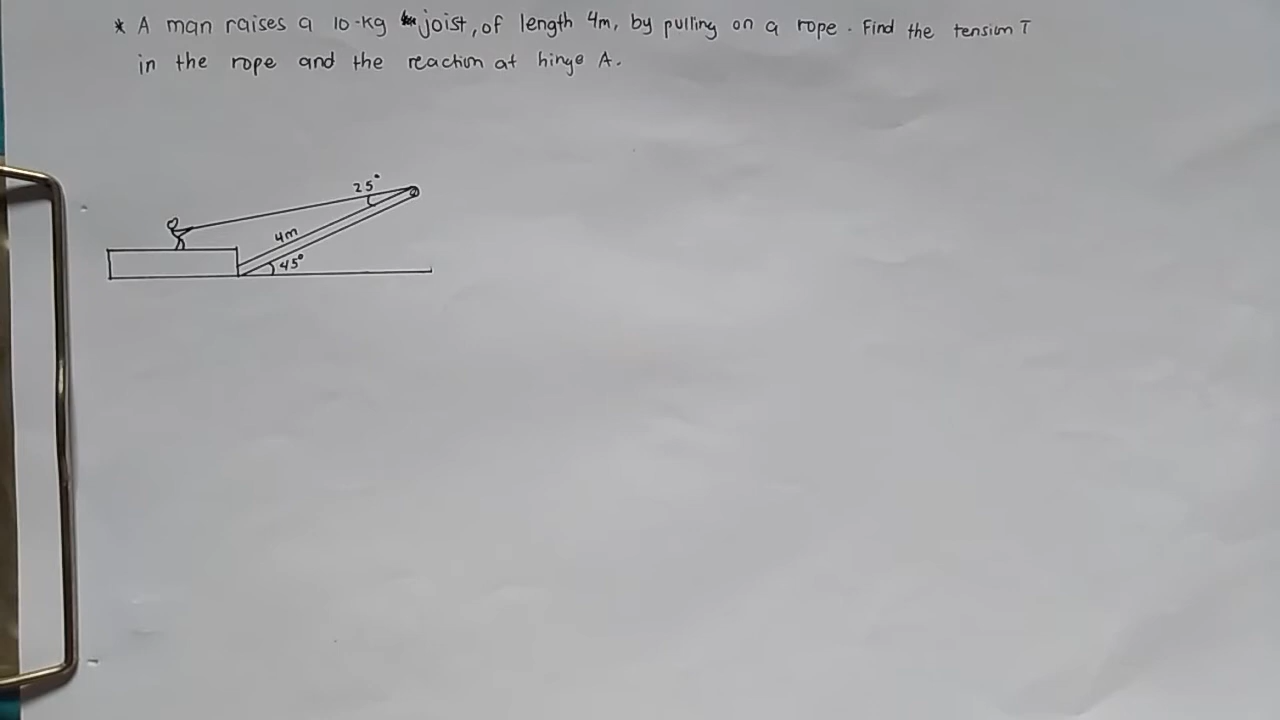 * A man raises a 10-kg joist, of length 4m, by pulling on a rope. Find the tension T
in the rope and the reaction at hinge A.
25°
4m
45°